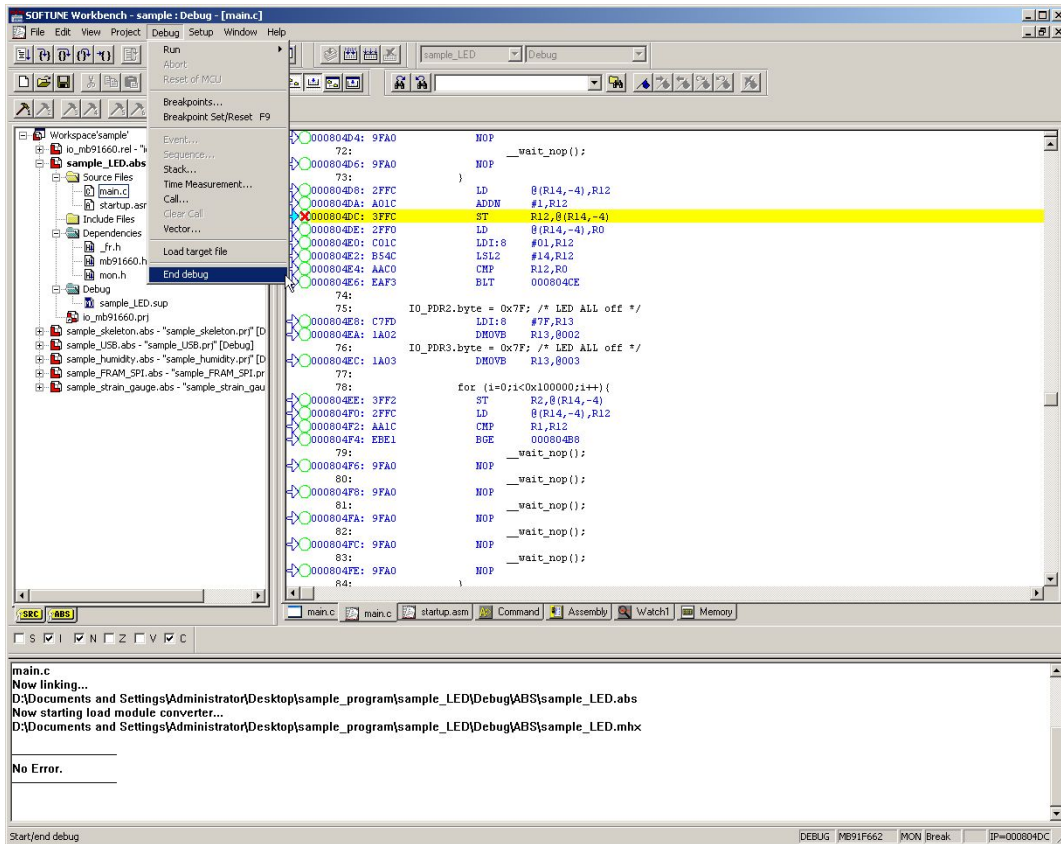 SOFTUNE Workbench - sample : Debug - [main.c]
File Edit View Project Debug Setup Window Help
sample_LED Debug
Run
Abort
Reset of MCU
Breakpoints...
Breakpoint Set/Reset F9
Event...
Sequence...
Stack...
Time Measurement...
Call...
Clear Call
Vector...
Load target file
End debug
Workspace'sample'
io_mb91660.rel - "i
sample_LED.abs
Source Files
main.c
startup.asr
Include Files
Dependencies
_fr.h
mb91660.h
mon.h
Debug
sample_LED.sup
io_mb91660.prj
sample_skeleton.abs - "sample_skeleton.prj" [D
sample_USB.abs - "sample_USB.prj" [Debug]
sample_humidity.abs - "sample_humidity.prj" [D
sample_FRAM_SPI.abs - "sample_FRAM_SPI.pr
sample_strain_gauge.abs - "sample_strain_gau
SRC ABS
000804D4: 9FA0 NOP
72: __wait_nop();
000804D6: 9FA0 NOP
73: }
000804D8: 2FFC LD @(R14,-4),R12
000804DA: A01C ADDN #1,R12
000804DC: 3FFC ST R12,@(R14,-4)
000804DE: 2FF0 LD @(R14,-4),R0
000804E0: C01C LDI:8 #01,R12
000804E2: B54C LSL2 #14,R12
000804E4: AAC0 CMP R12,R0
000804E6: EAF3 BLT 000804CE
74:
75: IO_PDR2.byte = 0x7F; /* LED ALL off */
000804E8: C7FD LDI:8 #7F,R13
000804EA: 1A02 DMOVB R13,@002
76: IO_PDR3.byte = 0x7F; /* LED ALL off */
000804EC: 1A03 DMOVB R13,@003
77:
78: for (i=0;i<0x100000;i++){
000804EE: 3FF2 ST R2,@(R14,-4)
000804F0: 2FFC LD @(R14,-4),R12
000804F2: AA1C CMP R1,R12
000804F4: EBE1 BGE 000804B8
79: __wait_nop();
000804F6: 9FA0 NOP
80: __wait_nop();
000804F8: 9FA0 NOP
81: __wait_nop();
000804FA: 9FA0 NOP
82: __wait_nop();
000804FC: 9FA0 NOP
83: __wait_nop();
000804FE: 9FA0 NOP
84: }
main.c main.c startup.asm Command Assembly Watch1 Memory
S I N Z V C
main.c
Now linking...
D:\Documents and Settings\Administrator\Desktop\sample_program\sample_LED\Debug\ABS\sample_LED.abs
Now starting load module converter...
D:\Documents and Settings\Administrator\Desktop\sample_program\sample_LED\Debug\ABS\sample_LED.mhx
No Error.
Start/end debug DEBUG MB91F662 MON Break IP=000804DC